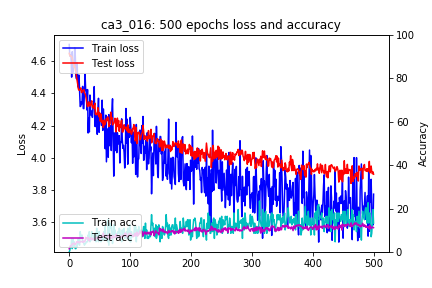 ca3_016: 500 epochs loss and accuracy
Train loss
Test loss
Train acc
Test acc
Loss
4.6
4.4
4.2
4.0
3.8
3.6
Accuracy
100
80
60
40
20
0
0
100
200
300
400
500